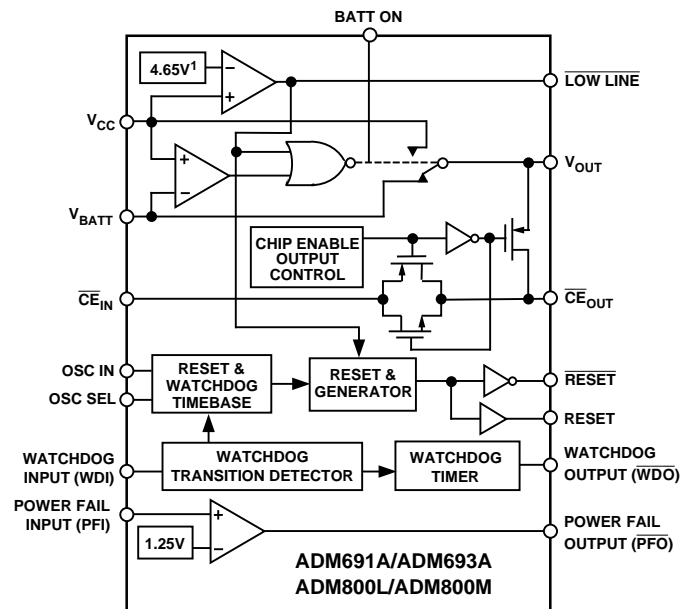 BATT ON
4.65V¹
−
+
LOW LINE
VCC
+
−
VOUT
VBATT
CHIP ENABLE
OUTPUT
CONTROL
CEIN
CEOUT
OSC IN
OSC SEL
RESET &
WATCHDOG
TIMEBASE
RESET &
GENERATOR
RESET
RESET
WATCHDOG
INPUT (WDI)
WATCHDOG
TRANSITION DETECTOR
WATCHDOG
TIMER
WATCHDOG
OUTPUT (WDO)
POWER FAIL
INPUT (PFI)
+
−
1.25V
POWER FAIL
OUTPUT (PFO)
ADM691A/ADM693A
ADM800L/ADM800M